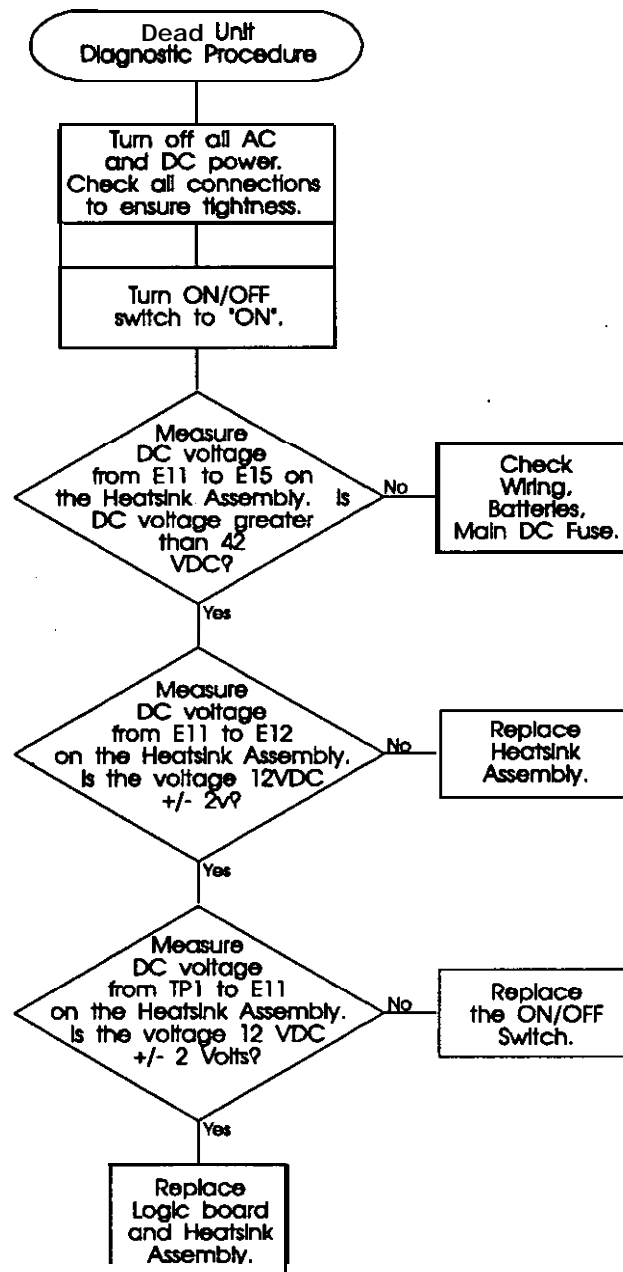 Dead Unit
Diagnostic Procedure
Turn off all AC
and DC power.
Check all connections
to ensure tightness.
Turn ON/OFF
switch to "ON".
Measure
DC voltage
from E11 to E15 on
the Heatsink Assembly. Is
DC voltage greater
than 42
VDC?
No
Check
Wiring,
Batteries,
Main DC Fuse.
Yes
Measure
DC voltage
from E11 to E12
on the Heatsink Assembly.
Is the voltage 12VDC
+/- 2v?
No
Replace
Heatsink
Assembly.
Yes
Measure
DC voltage
from TP1 to E11
on the Heatsink Assembly.
Is the voltage 12 VDC
+/- 2 Volts?
No
Replace
the ON/OFF
Switch.
Yes
Replace
Logic board
and Heatsink
Assembly.